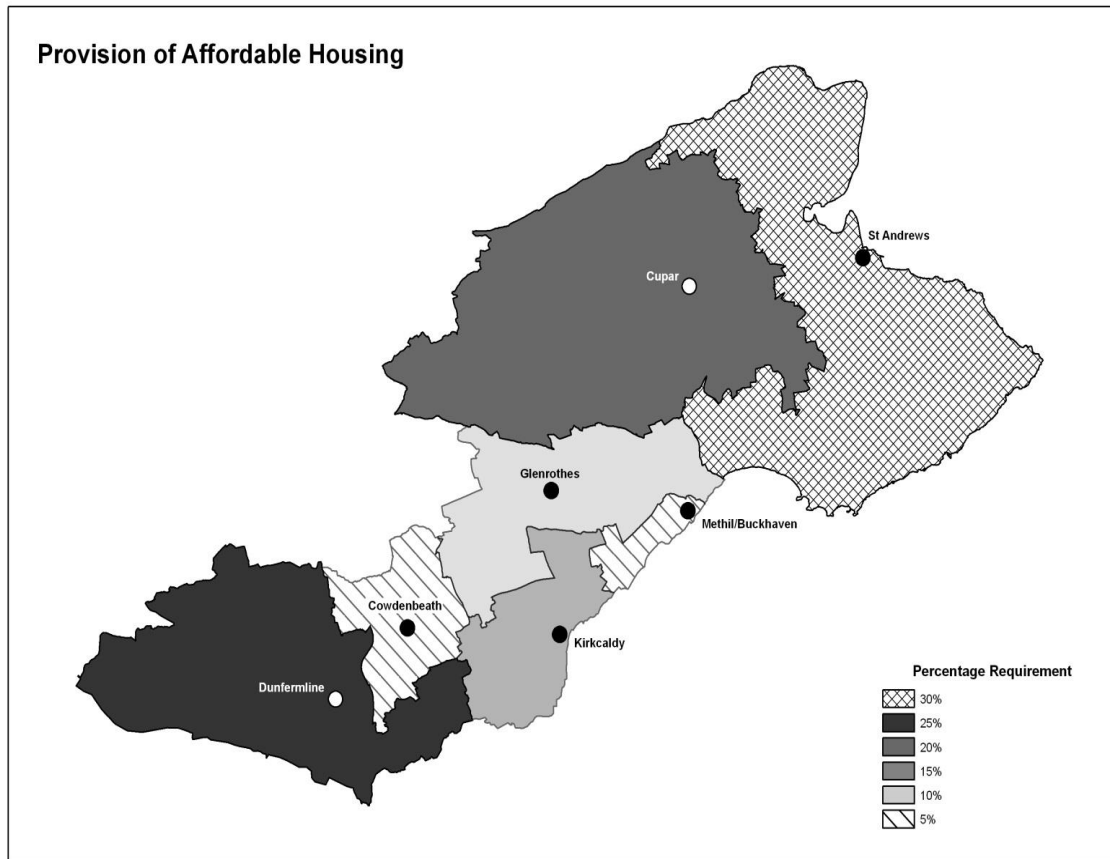 Provision of Affordable Housing
St Andrews
Cupar
Glenrothes
Methil/Buckhaven
Cowdenbeath
Kirkcaldy
Dunfermline
Percentage Requirement
30%
25%
20%
15%
10%
5%